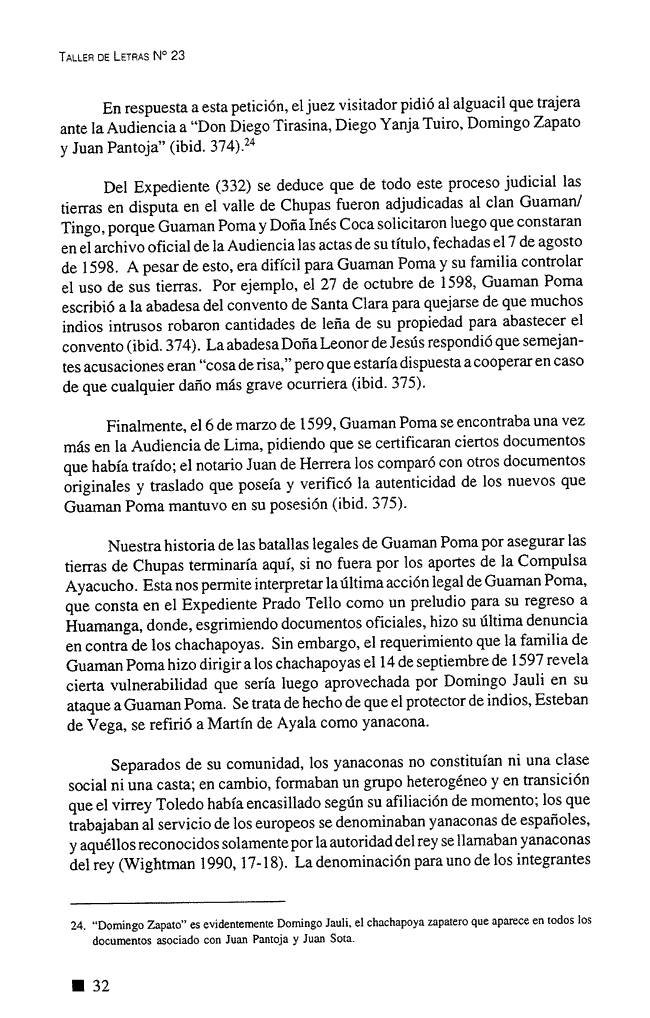 TALLER DE LETRAS Nº 23
En respuesta a esta petición, el juez visitador pidió al alguacil que trajera
ante la Audiencia a “Don Diego Tirasina, Diego Yanja Tuiro, Domingo Zapato
y Juan Pantoja” (ibid. 374).24
Del Expediente (332) se deduce que de todo este proceso judicial las
tierras en disputa en el valle de Chupas fueron adjudicadas al clan Guaman/
Tingo, porque Guaman Poma y Doña Inés Coca solicitaron luego que constaran
en el archivo oficial de la Audiencia las actas de su título, fechadas el 7 de agosto
de 1598. A pesar de esto, era difícil para Guaman Poma y su familia controlar
el uso de sus tierras. Por ejemplo, el 27 de octubre de 1598, Guaman Poma
escribió a la abadesa del convento de Santa Clara para quejarse de que muchos
indios intrusos robaron cantidades de leña de su propiedad para abastecer el
convento (ibid. 374). La abadesa Doña Leonor de Jesús respondió que semejan-
tes acusaciones eran “cosa de risa,” pero que estaría dispuesta a cooperar en caso
de que cualquier daño más grave ocurriera (ibid. 375).
Finalmente, el 6 de marzo de 1599, Guaman Poma se encontraba una vez
más en la Audiencia de Lima, pidiendo que se certificaran ciertos documentos
que había traído; el notario Juan de Herrera los comparó con otros documentos
originales y traslado que poseía y verificó la autenticidad de los nuevos que
Guaman Poma mantuvo en su posesión (ibid. 375).
Nuestra historia de las batallas legales de Guaman Poma por asegurar las
tierras de Chupas terminaría aquí, si no fuera por los aportes de la Compulsa
Ayacucho. Esta nos permite interpretar la última acción legal de Guaman Poma,
que consta en el Expediente Prado Tello como un preludio para su regreso a
Huamanga, donde, esgrimiendo documentos oficiales, hizo su última denuncia
en contra de los chachapoyas. Sin embargo, el requerimiento que la familia de
Guaman Poma hizo dirigir a los chachapoyas el 14 de septiembre de 1597 revela
cierta vulnerabilidad que sería luego aprovechada por Domingo Jauli en su
ataque a Guaman Poma. Se trata de hecho de que el protector de indios, Esteban
de Vega, se refirió a Martín de Ayala como yanacona.
Separados de su comunidad, los yanaconas no constituían ni una clase
social ni una casta; en cambio, formaban un grupo heterogéneo y en transición
que el virrey Toledo había encasillado según su afiliación de momento; los que
trabajaban al servicio de los europeos se denominaban yanaconas de españoles,
y aquéllos reconocidos solamente por la autoridad del rey se llamaban yanaconas
del rey (Wightman 1990, 17-18). La denominación para uno de los integrantes
24. “Domingo Zapato” es evidentemente Domingo Jauli, el chachapoya zapatero que aparece en todos los
documentos asociado con Juan Pantoja y Juan Sota.
■ 32